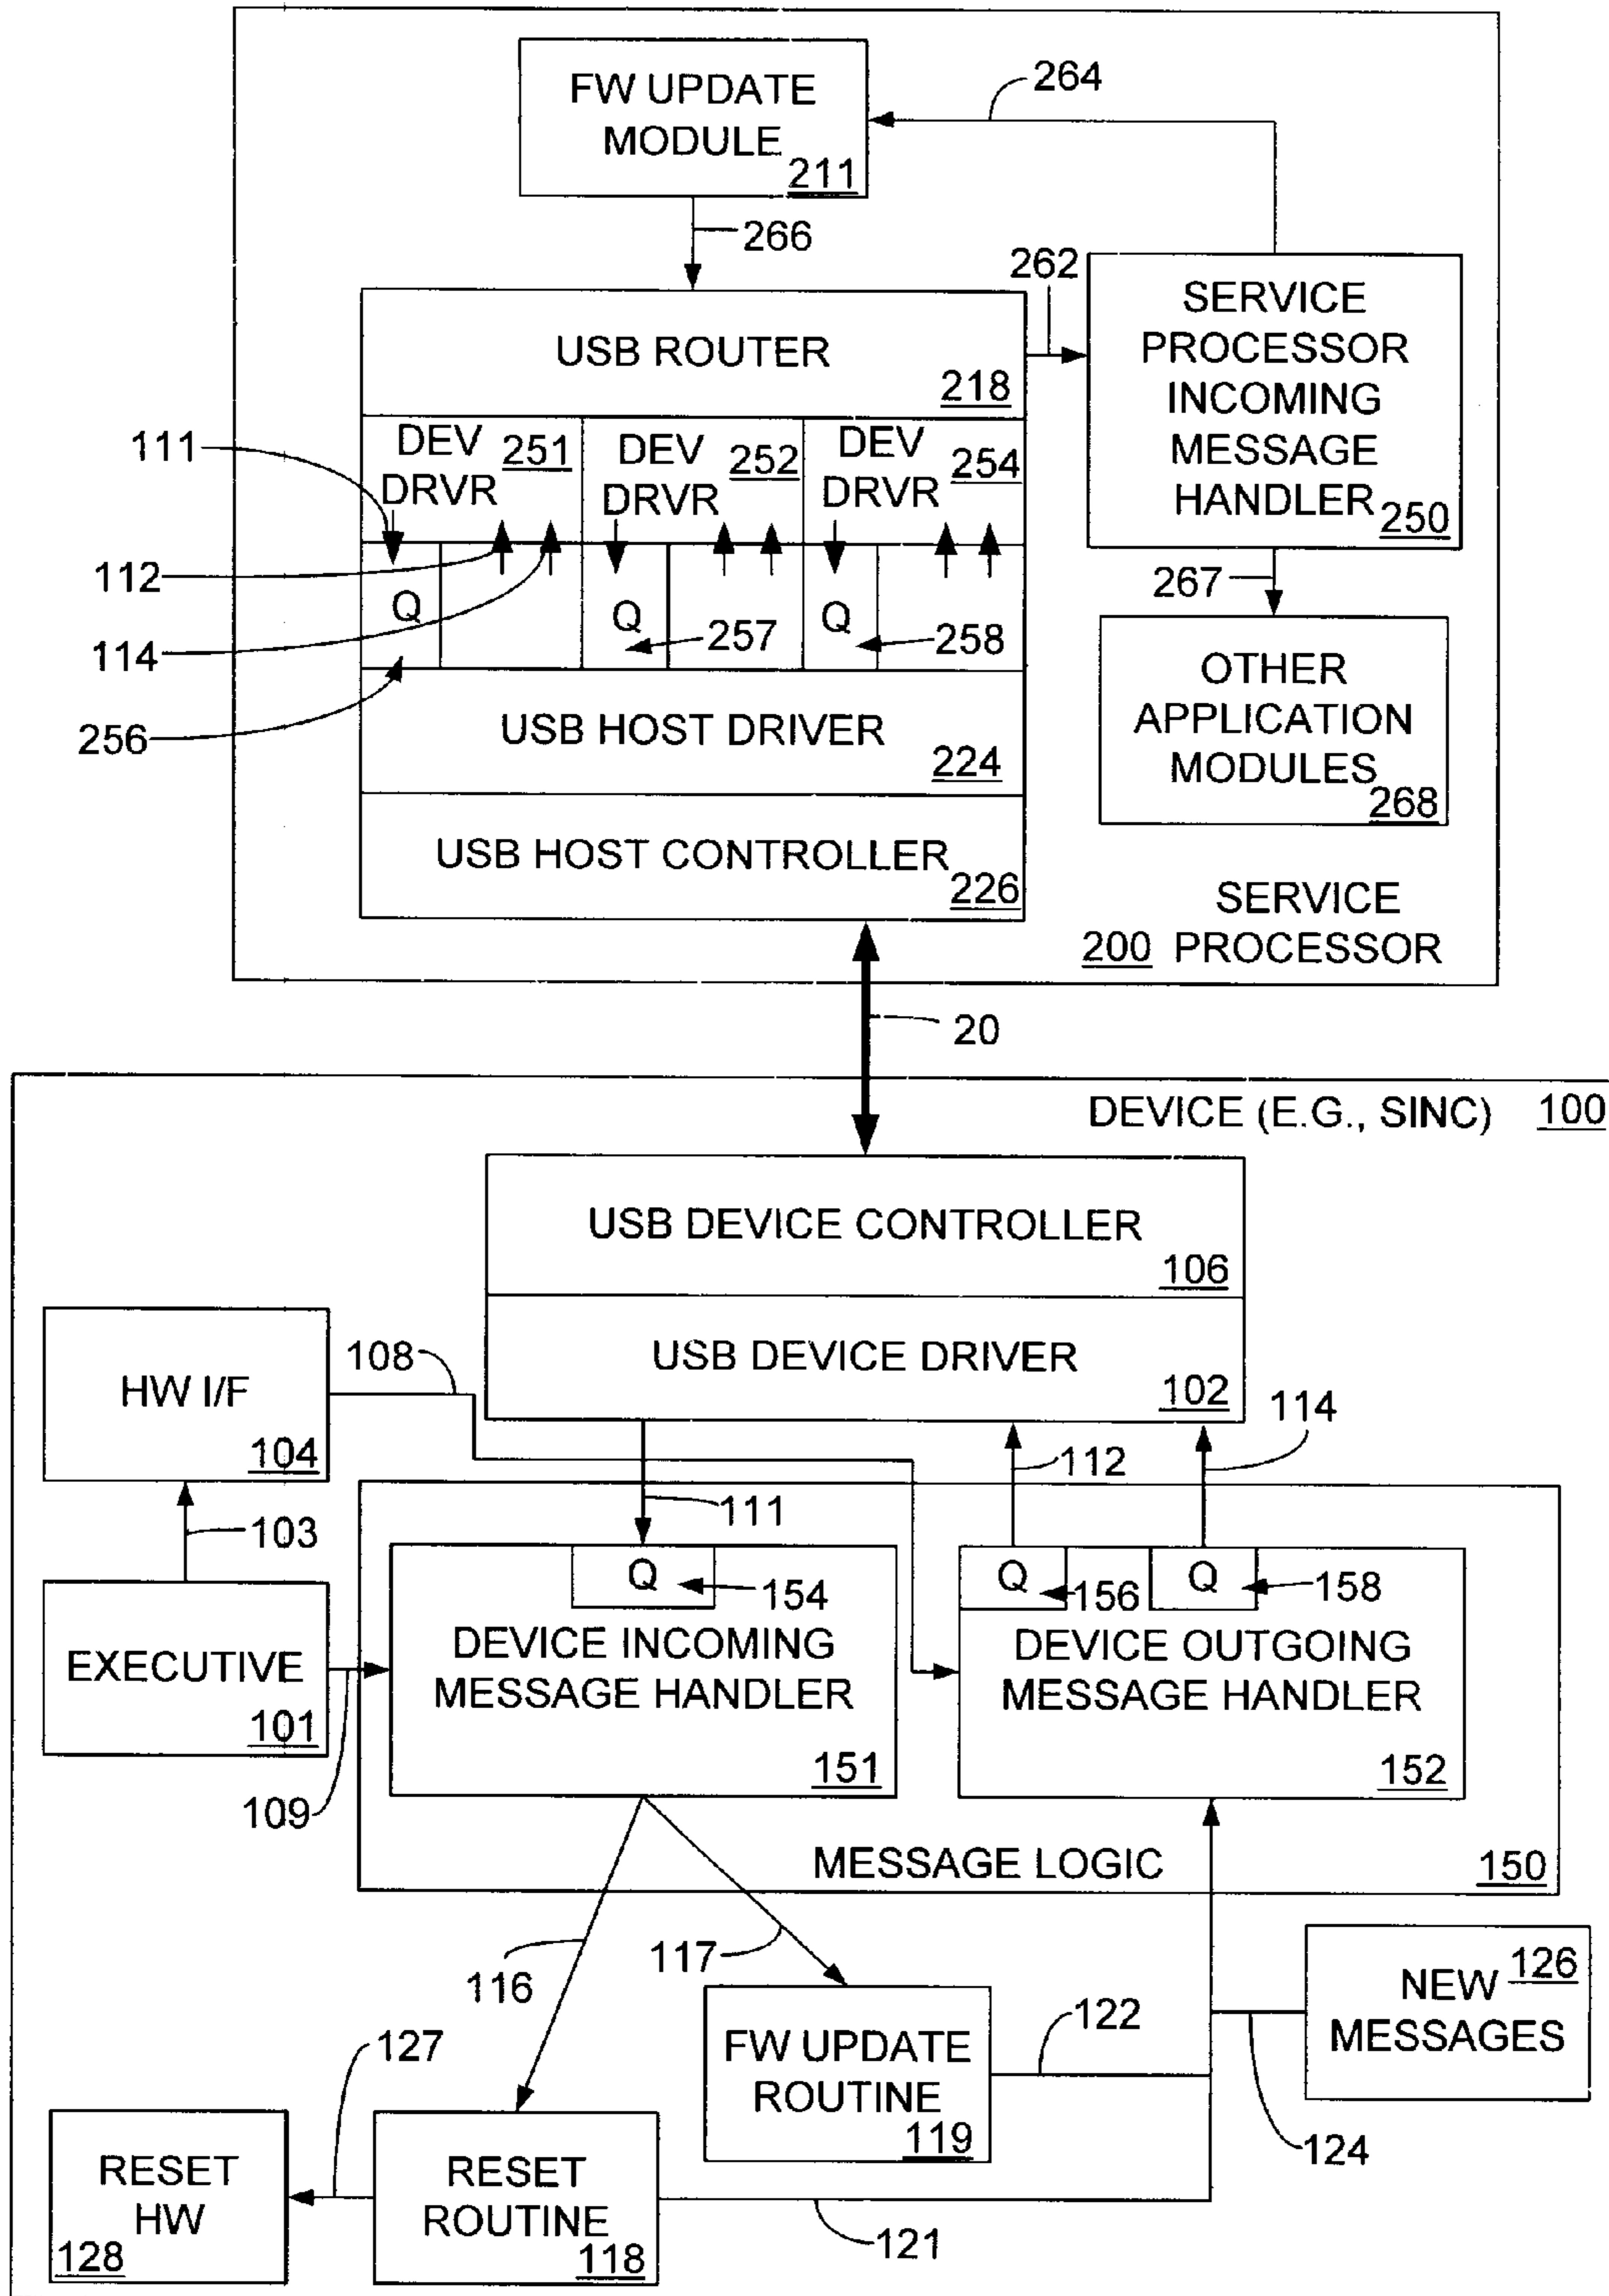 FW UPDATE
MODULE
211
264
266
262
USB ROUTER
218
SERVICE
PROCESSOR
INCOMING
MESSAGE
HANDLER
250
111
DEV
DRVR
251
DEV
DRVR
252
DEV
DRVR
254
112
Q
Q
257
Q
258
114
267
256
USB HOST DRIVER
224
OTHER
APPLICATION
MODULES
268
USB HOST CONTROLLER
226
SERVICE
200 PROCESSOR
20
DEVICE (E.G., SINC) 100
USB DEVICE CONTROLLER
106
USB DEVICE DRIVER
102
HW I/F
104
108
103
111
112
114
EXECUTIVE
101
109
Q
154
DEVICE INCOMING
MESSAGE HANDLER
151
Q
156
Q
158
DEVICE OUTGOING
MESSAGE HANDLER
152
MESSAGE LOGIC
150
116
117
FW UPDATE
ROUTINE
119
122
NEW
126
MESSAGES
124
127
RESET
HW
128
RESET
ROUTINE
118
121